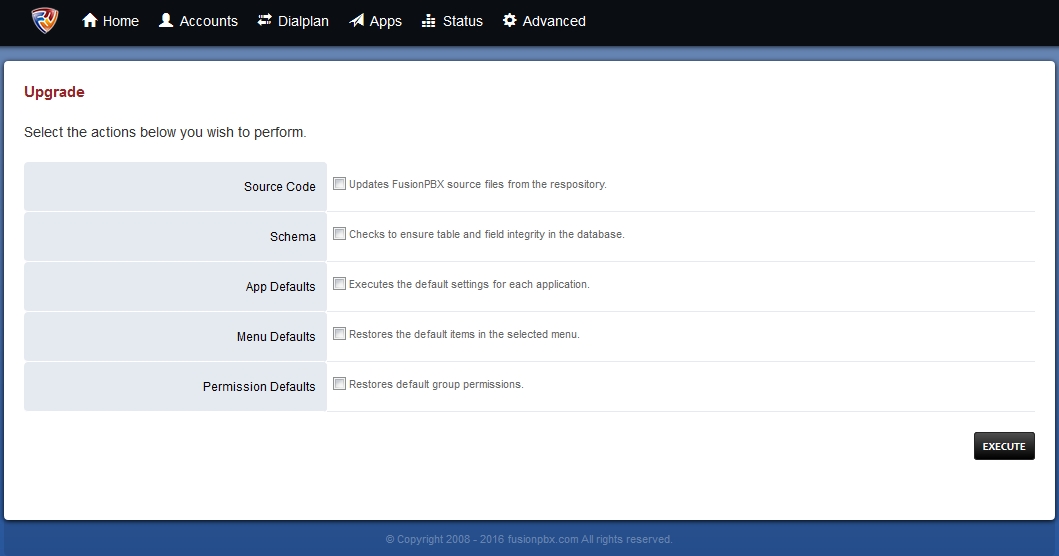 Home Accounts Dialplan Apps Status Advanced
Upgrade
Select the actions below you wish to perform.
Source Code Updates FusionPBX source files from the respository.
Schema Checks to ensure table and field integrity in the database.
App Defaults Executes the default settings for each application.
Menu Defaults Restores the default items in the selected menu.
Permission Defaults Restores default group permissions.
EXECUTE
© Copyright 2008 - 2016 fusionpbx.com All rights reserved.